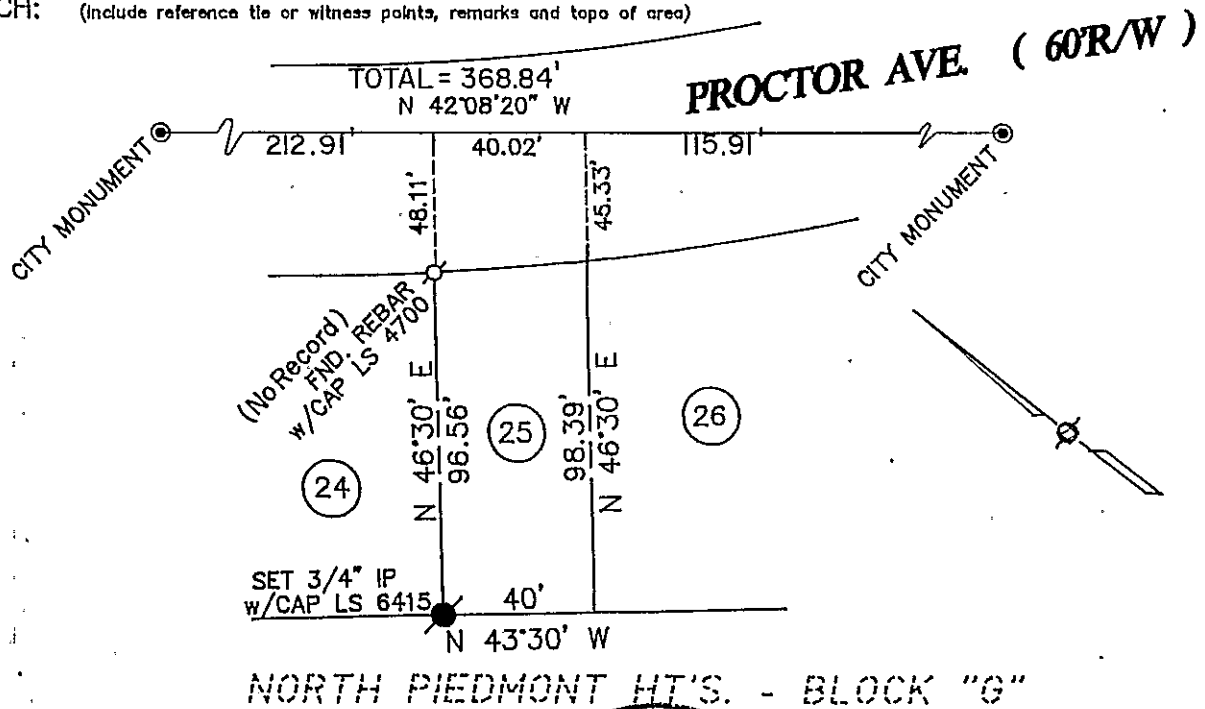 CH: (Include reference tie or witness points, remarks and topo of area)
PROCTOR AVE. ( 60'R/W )
TOTAL = 368.84'
N 42°08'20" W
212.91'
40.02'
115.91'
CITY MONUMENT
CITY MONUMENT
48.11'
45.33'
(No Record)
FND. REBAR
w/CAP LS 4700
N 46°30' E
96.56'
98.39'
N 46°30' E
24
25
26
SET 3/4" IP
w/CAP LS 6415
40'
N 43°30' W
NORTH PIEDMONT HT'S. - BLOCK "G"